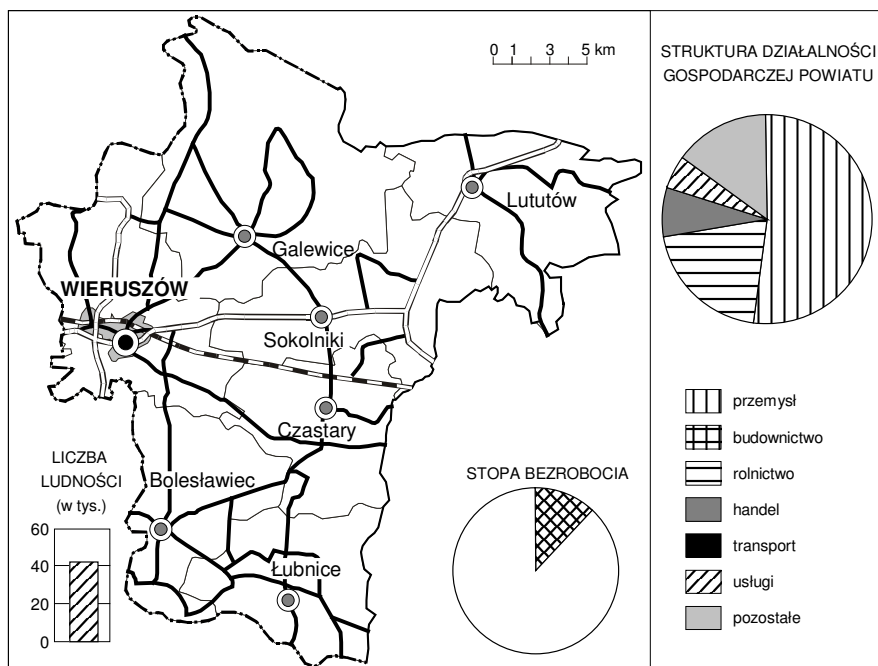 0 1 3 5 km
Lututów
Galewice
WIERUSZÓW
Sokolniki
Czastary
LICZBA
LUDNOŚCI
(w tys.)
60
40
20
0
Bolesławiec
Łubnice
STOPA BEZROBOCIA
STRUKTURA DZIAŁALNOŚCI
GOSPODARCZEJ POWIATU
przemysł
budownictwo
rolnictwo
handel
transport
usługi
pozostałe